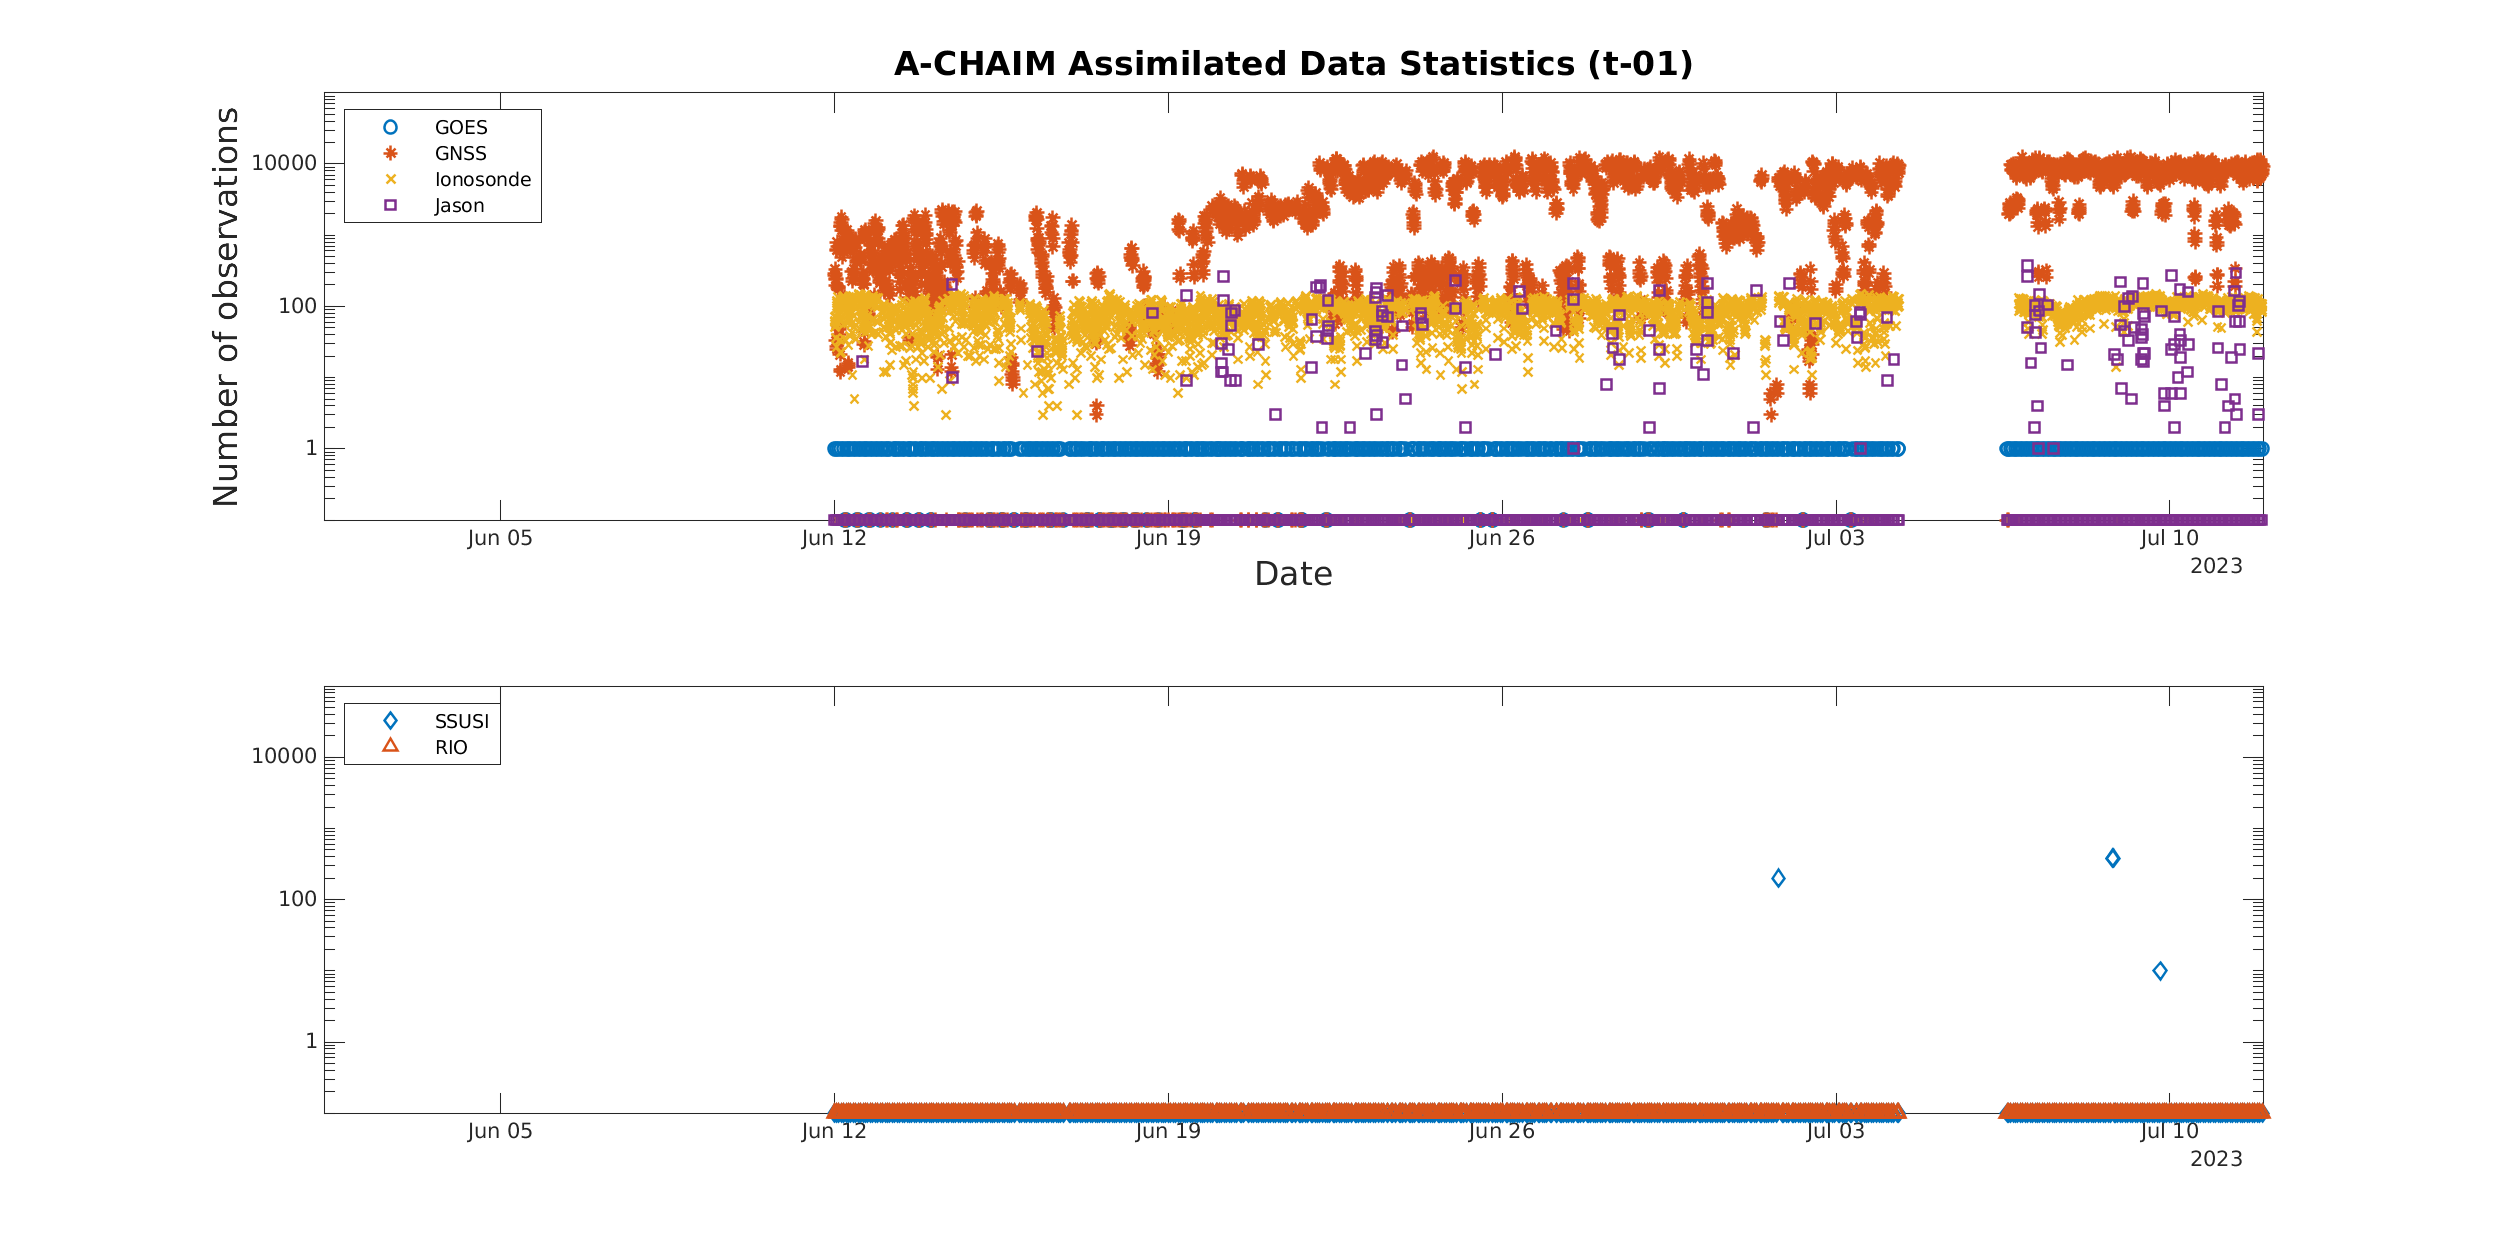 A-CHAIM Assimilated Data Statistics (t-01)
Number of observations
10000
100
1
GOES
GNSS
Ionosonde
Jason
Jun 05
Jun 12
Jun 19
Jun 26
Jul 03
Jul 10
2023
Date
10000
100
1
SSUSI
RIO
Jun 05
Jun 12
Jun 19
Jun 26
Jul 03
Jul 10
2023